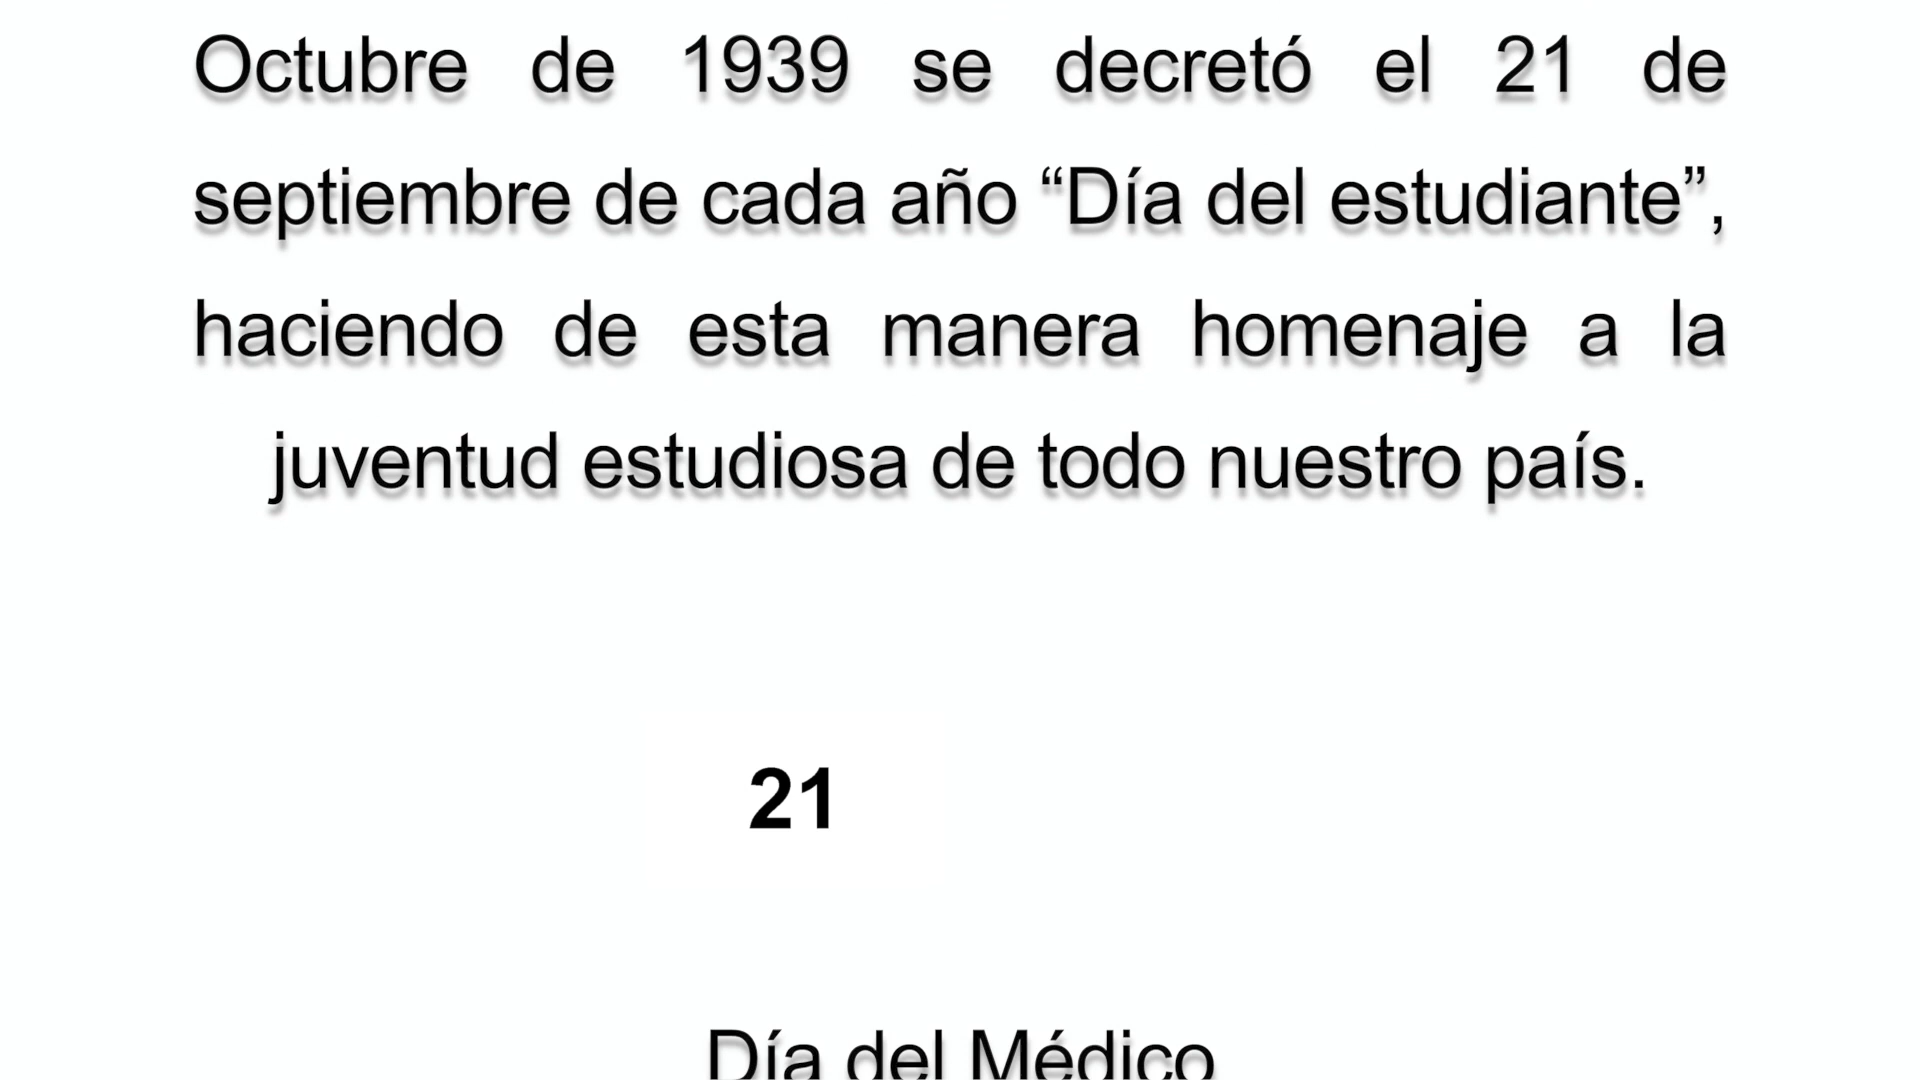 Octubre de 1939 se decretó el 21 de
septiembre de cada año “Día del estudiante”,
haciendo de esta manera homenaje a la
juventud estudiosa de todo nuestro país.
21
Día del Médico